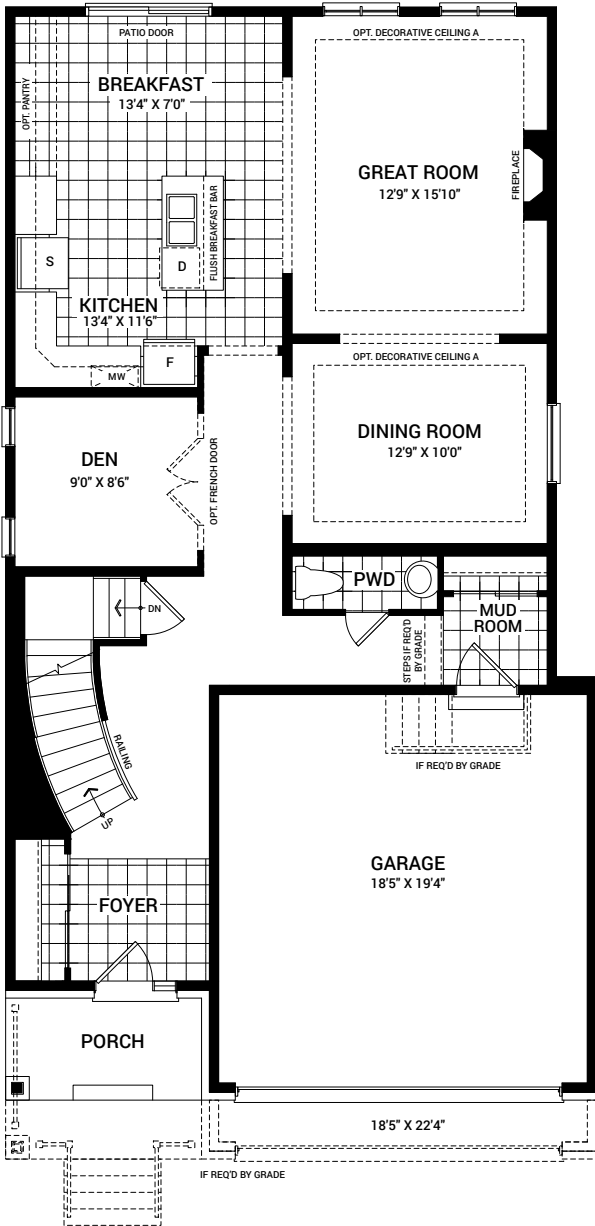 PATIO DOOR
OPT. DECORATIVE CEILING A
BREAKFAST
13'4" X 7'0"
OPT. PANTRY
GREAT ROOM
12'9" X 15'10"
FIREPLACE
FLUSH BREAKFAST BAR
S
D
KITCHEN
13'4" X 11'6"
MW
F
OPT. DECORATIVE CEILING A
DINING ROOM
12'9" X 10'0"
DEN
9'0" X 8'6"
OPT. FRENCH DOOR
PWD
DN
MUD
ROOM
STEPS IF REQ'D
BY GRADE
RAILING
UP
IF REQ'D BY GRADE
GARAGE
18'5" X 19'4"
FOYER
PORCH
18'5" X 22'4"
IF REQ'D BY GRADE